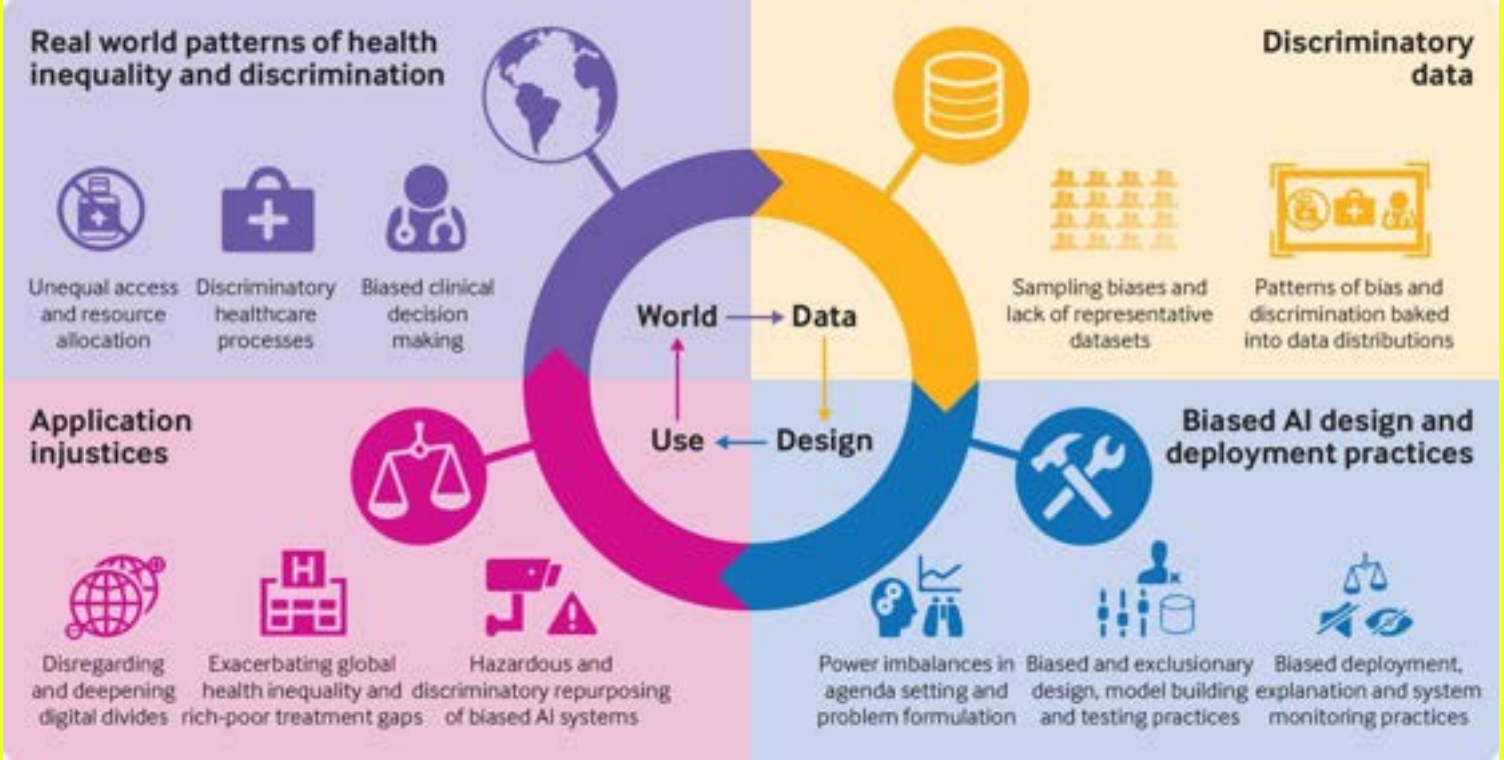 Real world patterns of health
inequality and discrimination
Unequal access
and resource
allocation
Discriminatory
healthcare
processes
Biased clinical
decision
making
Discriminatory
data
Sampling biases and
lack of representative
datasets
Patterns of bias and
discrimination baked
into data distributions
World
Data
Use
Design
Application
injustices
H
Disregarding
and deepening
digital divides
Exacerbating global
health inequality and
rich-poor treatment gaps
Hazardous and
discriminatory repurposing
of biased AI systems
Biased AI design and
deployment practices
Power imbalances in
agenda setting and
problem formulation
Biased and exclusionary
design, model building
and testing practices
Biased deployment,
explanation and system
monitoring practices